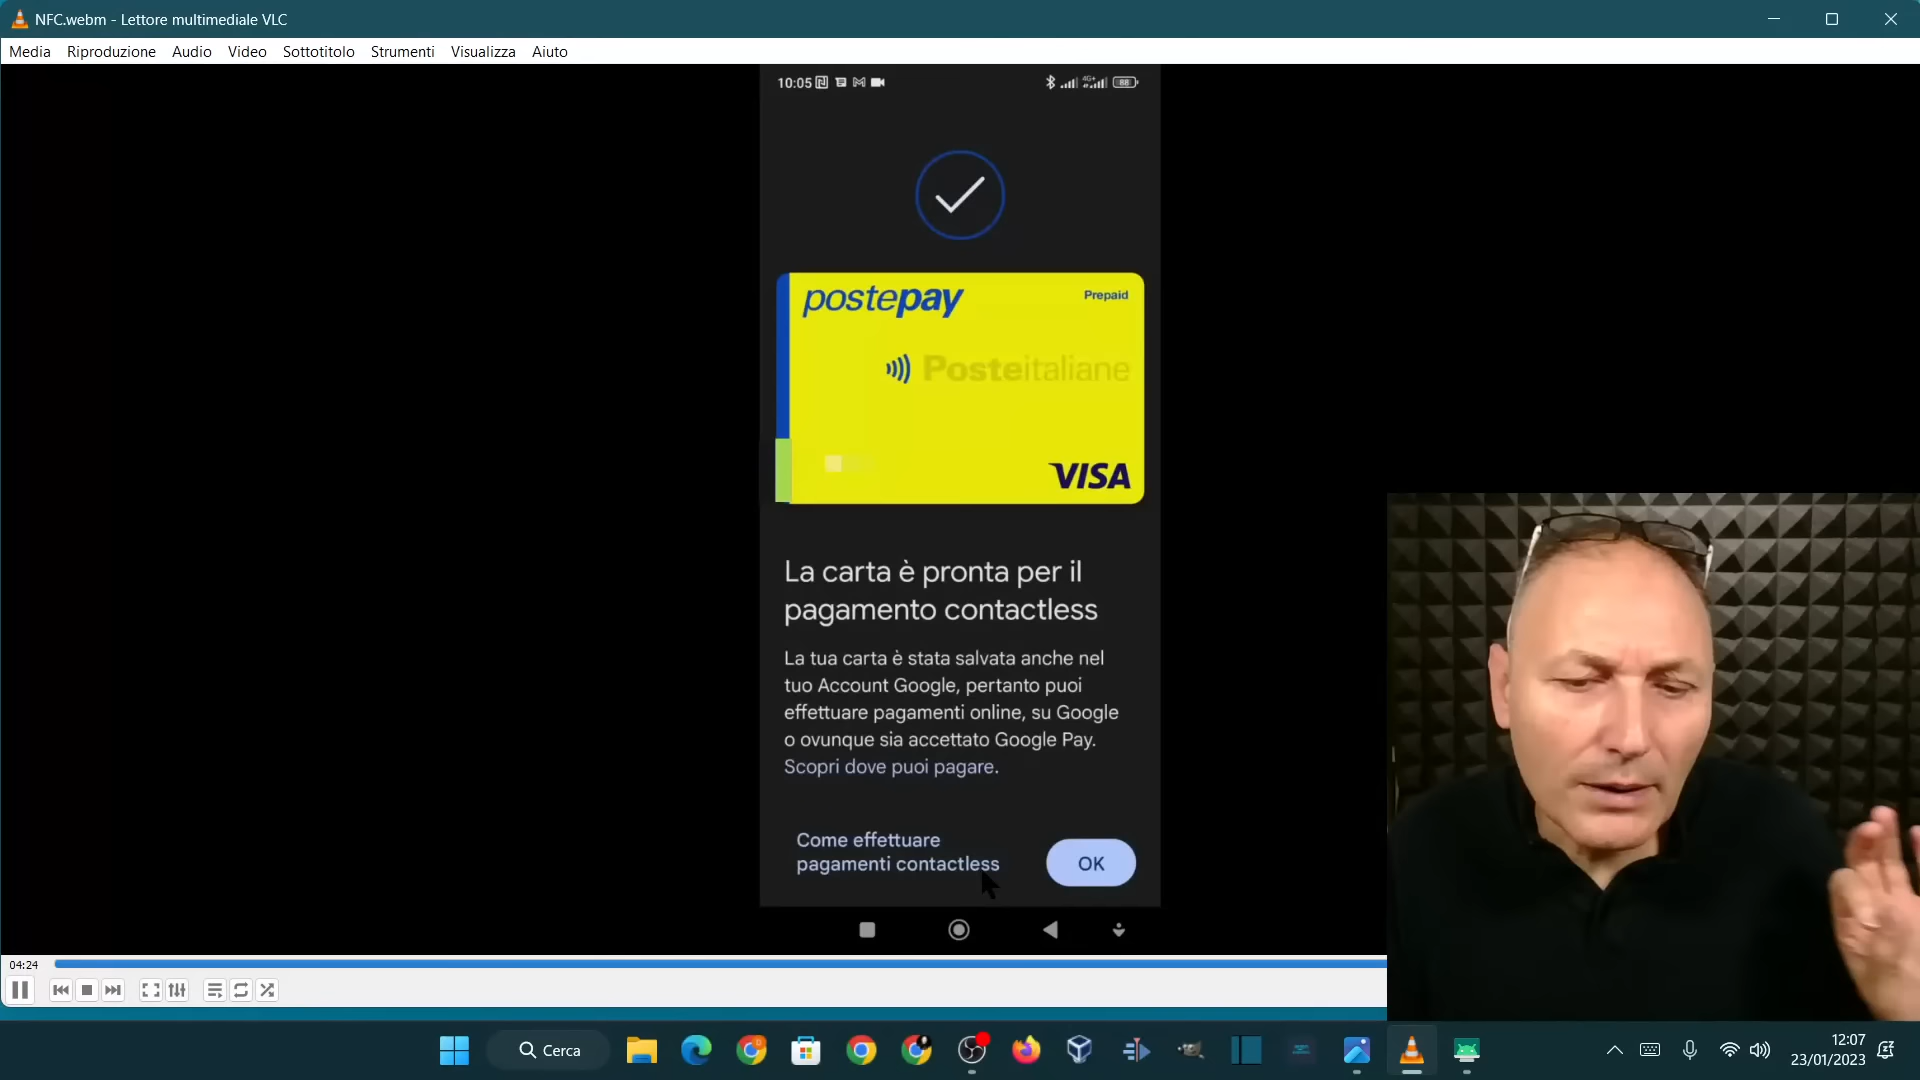 NFC.webm - Lettore multimediale VLC
Media Riproduzione Audio Video Sottotitolo Strumenti Visualizza Aiuto
10:05
4G+
88
postepay
Prepaid
Posteitaliane
VISA
La carta è pronta per il
pagamento contactless
La tua carta è stata salvata anche nel
tuo Account Google, pertanto puoi
effettuare pagamenti online, su Google
o ovunque sia accettato Google Pay.
Scopri dove puoi pagare.
Come effettuare
pagamenti contactless
OK
04:24
Cerca
12:07
23/01/2023